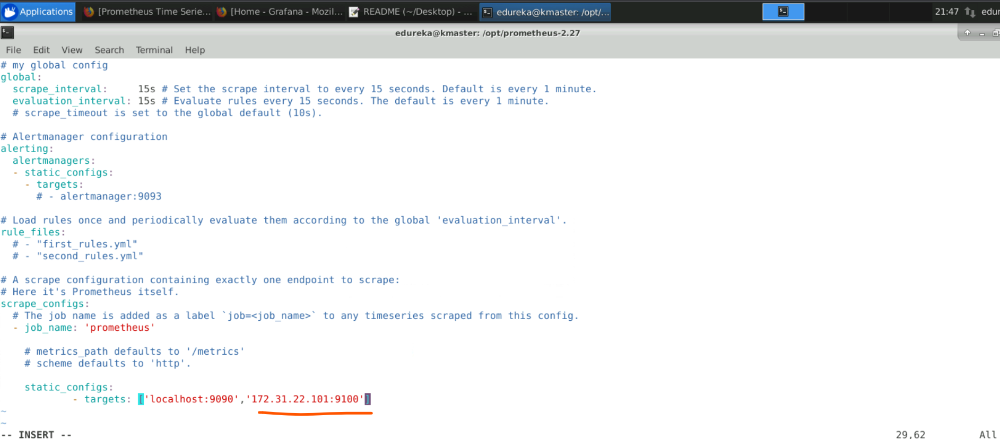 Applications [Prometheus Time Serie... [Home - Grafana - Mozil... README (~/Desktop) - ... edureka@kmaster: /opt/... 21:47 edur
edureka@kmaster: /opt/prometheus-2.27
File Edit View Search Terminal Help
# my global config
global:
  scrape_interval:     15s # Set the scrape interval to every 15 seconds. Default is every 1 minute.
  evaluation_interval: 15s # Evaluate rules every 15 seconds. The default is every 1 minute.
  # scrape_timeout is set to the global default (10s).
# Alertmanager configuration
alerting:
  alertmanagers:
  - static_configs:
    - targets:
      # - alertmanager:9093
# Load rules once and periodically evaluate them according to the global 'evaluation_interval'.
rule_files:
  # - "first_rules.yml"
  # - "second_rules.yml"
# A scrape configuration containing exactly one endpoint to scrape:
# Here it's Prometheus itself.
scrape_configs:
  # The job name is added as a label `job=<job_name>` to any timeseries scraped from this config.
  - job_name: 'prometheus'
    # metrics_path defaults to '/metrics'
    # scheme defaults to 'http'.
    static_configs:
            - targets: ['localhost:9090','172.31.22.101:9100']
~
~
-- INSERT -- 29,62 All